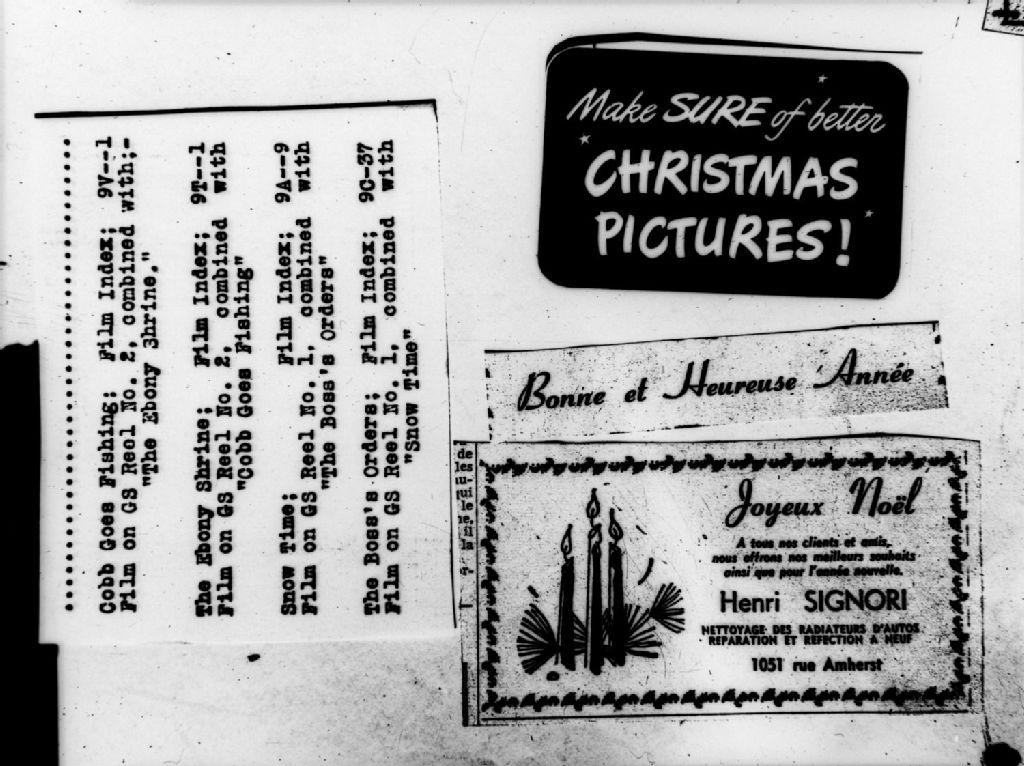 ........................................
Cobb Goes Fishing; Film Index; 9V--1
Film on GS Reel No. 2, combined with;-
"The Ebony Shrine."
The Ebony Shrine; Film Index; 9T--1
Film on GS Reel No. 2, combined with
"Cobb Goes Fishing"
Snow Time; Film Index; 9A--9
Film on GS Reel No. 1, combined with
"The Boss's Orders"
The Boss's Orders; Film Index; 9C-37
Film on GS Reel No. 1, combined with
"Snow Time"
Make SURE of better
CHRISTMAS
PICTURES!
Bonne et Heureuse Année
de
les
Joyeux Noël
A tous nos clients et amis,
nous offrons nos meilleurs souhaits
ainsi que pour l'année nouvelle.
Henri SIGNORI
NETTOYAGE DES RADIATEURS D'AUTOS
REPARATION ET REFECTION A NEUF
1051 rue Amherst